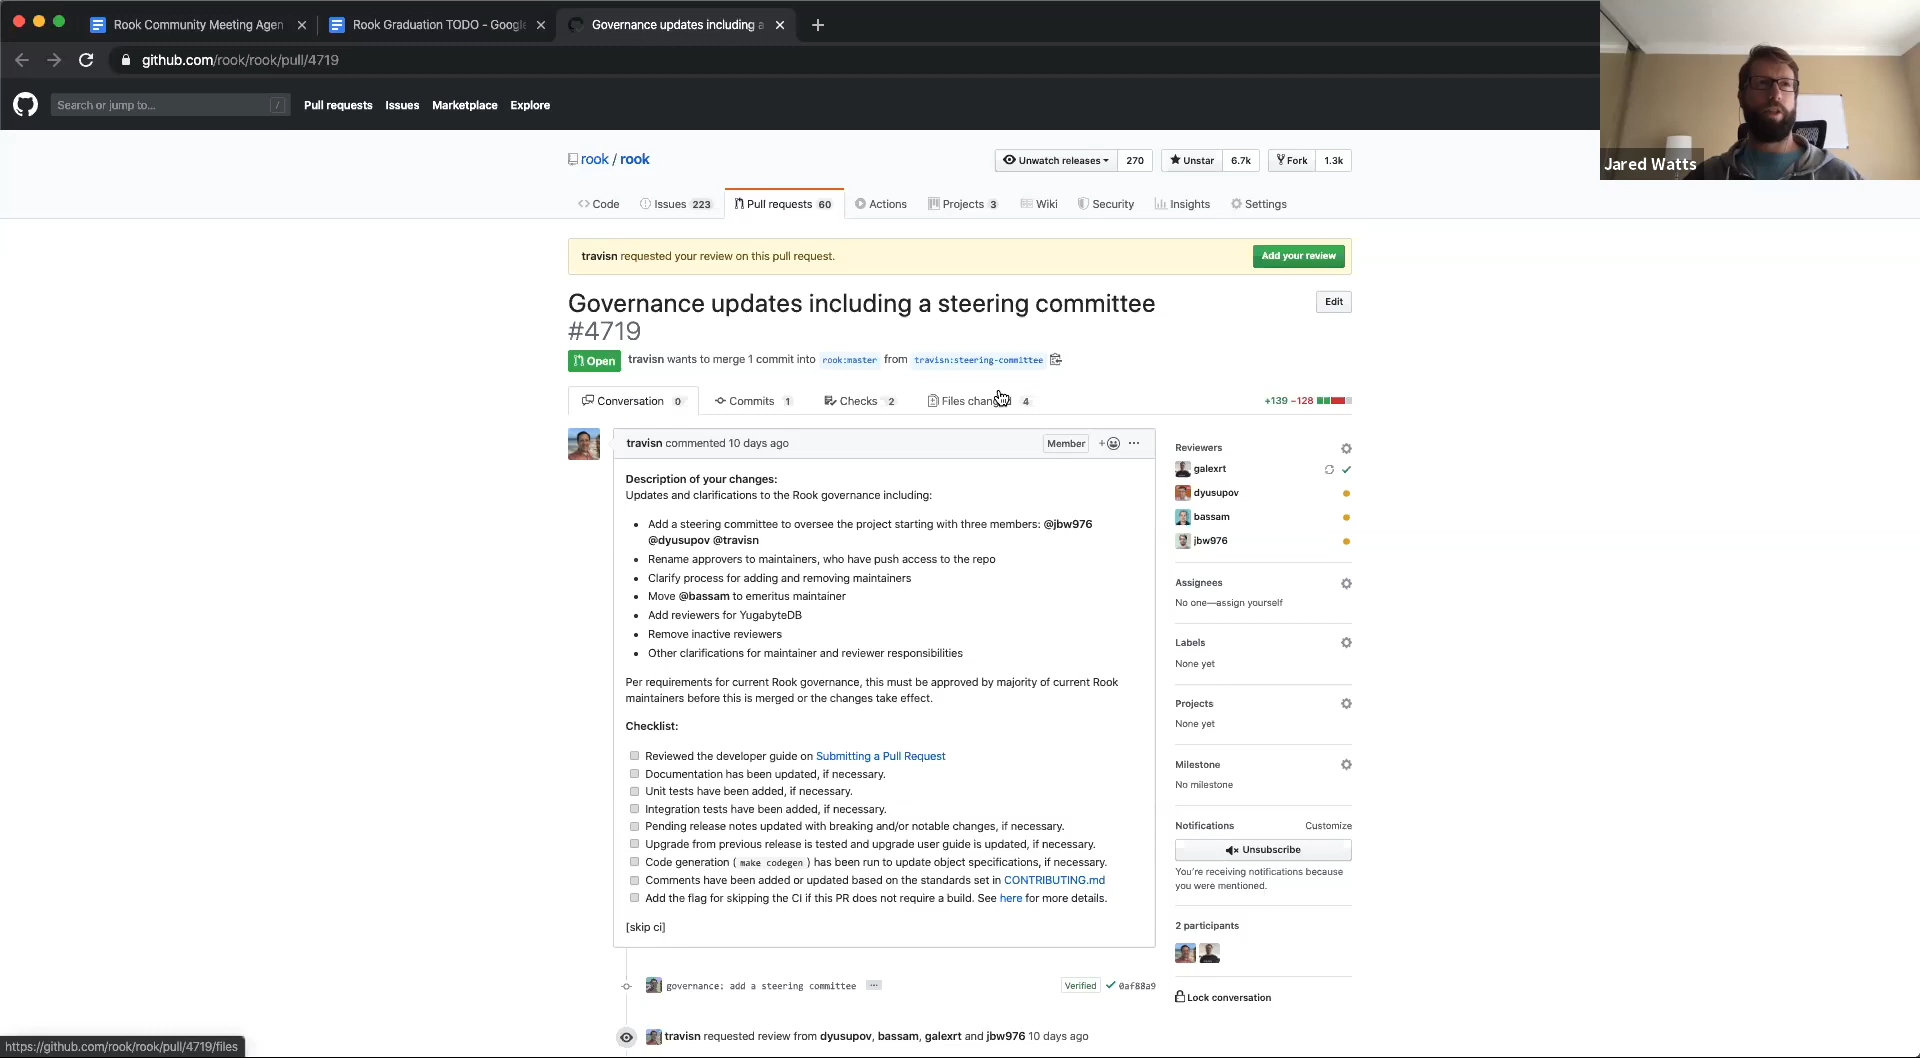 Rook Community Meeting Agen
Rook Graduation TODO - Google
Governance updates including a
github.com/rook/rook/pull/4719
Search or jump to...
/
Pull requests
Issues
Marketplace
Explore
Jared Watts
rook / rook
Unwatch releases
270
Unstar
6.7k
Fork
1.3k
Code
Issues 223
Pull requests 60
Actions
Projects 3
Wiki
Security
Insights
Settings
travisn requested your review on this pull request.
Add your review
Governance updates including a steering committee
#4719
Edit
Open
travisn wants to merge 1 commit into rook:master from travisn:steering-committee
Conversation 0
Commits 1
Checks 2
Files 4
+139 −128
travisn commented 10 days ago
Member
Description of your changes:
Updates and clarifications to the Rook governance including:
• Add a steering committee to oversee the project starting with three members: @jbw976
@dyusupov @travisn
• Rename approvers to maintainers, who have push access to the repo
• Clarify process for adding and removing maintainers
• Move @bassam to emeritus maintainer
• Add reviewers for YugabyteDB
• Remove inactive reviewers
• Other clarifications for maintainer and reviewer responsibilities
Per requirements for current Rook governance, this must be approved by majority of current Rook
maintainers before this is merged or the changes take effect.
Checklist:
Reviewed the developer guide on Submitting a Pull Request
Documentation has been updated, if necessary.
Unit tests have been added, if necessary.
Integration tests have been added, if necessary.
Pending release notes updated with breaking and/or notable changes, if necessary.
Upgrade from previous release is tested and upgrade user guide is updated, if necessary.
Code generation ( make codegen ) has been run to update object specifications, if necessary.
Comments have been added or updated based on the standards set in CONTRIBUTING.md
Add the flag for skipping the CI if this PR does not require a build. See here for more details.
[skip ci]
governance: add a steering committee
Verified
0af88a9
travisn requested review from dyusupov, bassam, galexrt and jbw976 10 days ago
Reviewers
galexrt
dyusupov
bassam
jbw976
Assignees
No one—assign yourself
Labels
None yet
Projects
None yet
Milestone
No milestone
Notifications
Customize
Unsubscribe
You're receiving notifications because
you were mentioned.
2 participants
Lock conversation
https://github.com/rook/rook/pull/4719/files